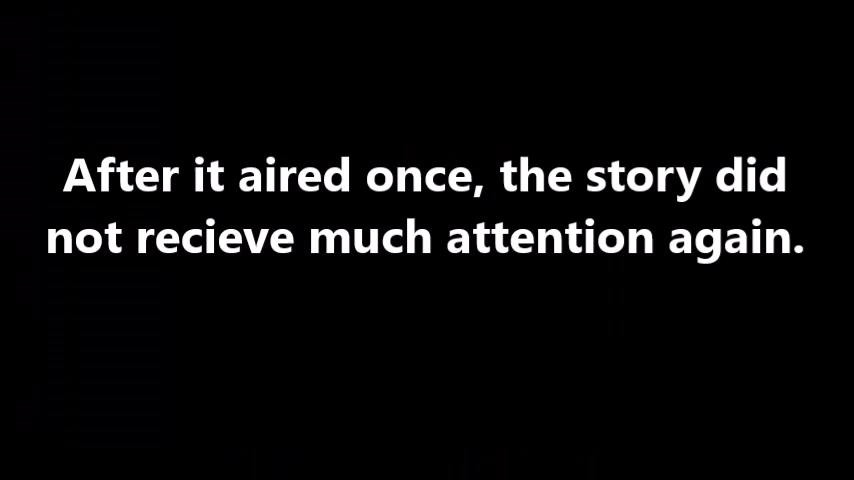 After it aired once, the story did
not recieve much attention again.